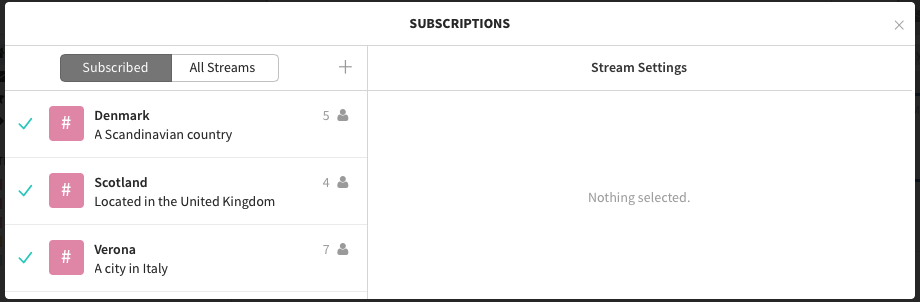 SUBSCRIPTIONS
×
Subscribed All Streams +
Stream Settings
# Denmark 5
A Scandinavian country
# Scotland 4
Located in the United Kingdom
# Verona 7
A city in Italy
Nothing selected.